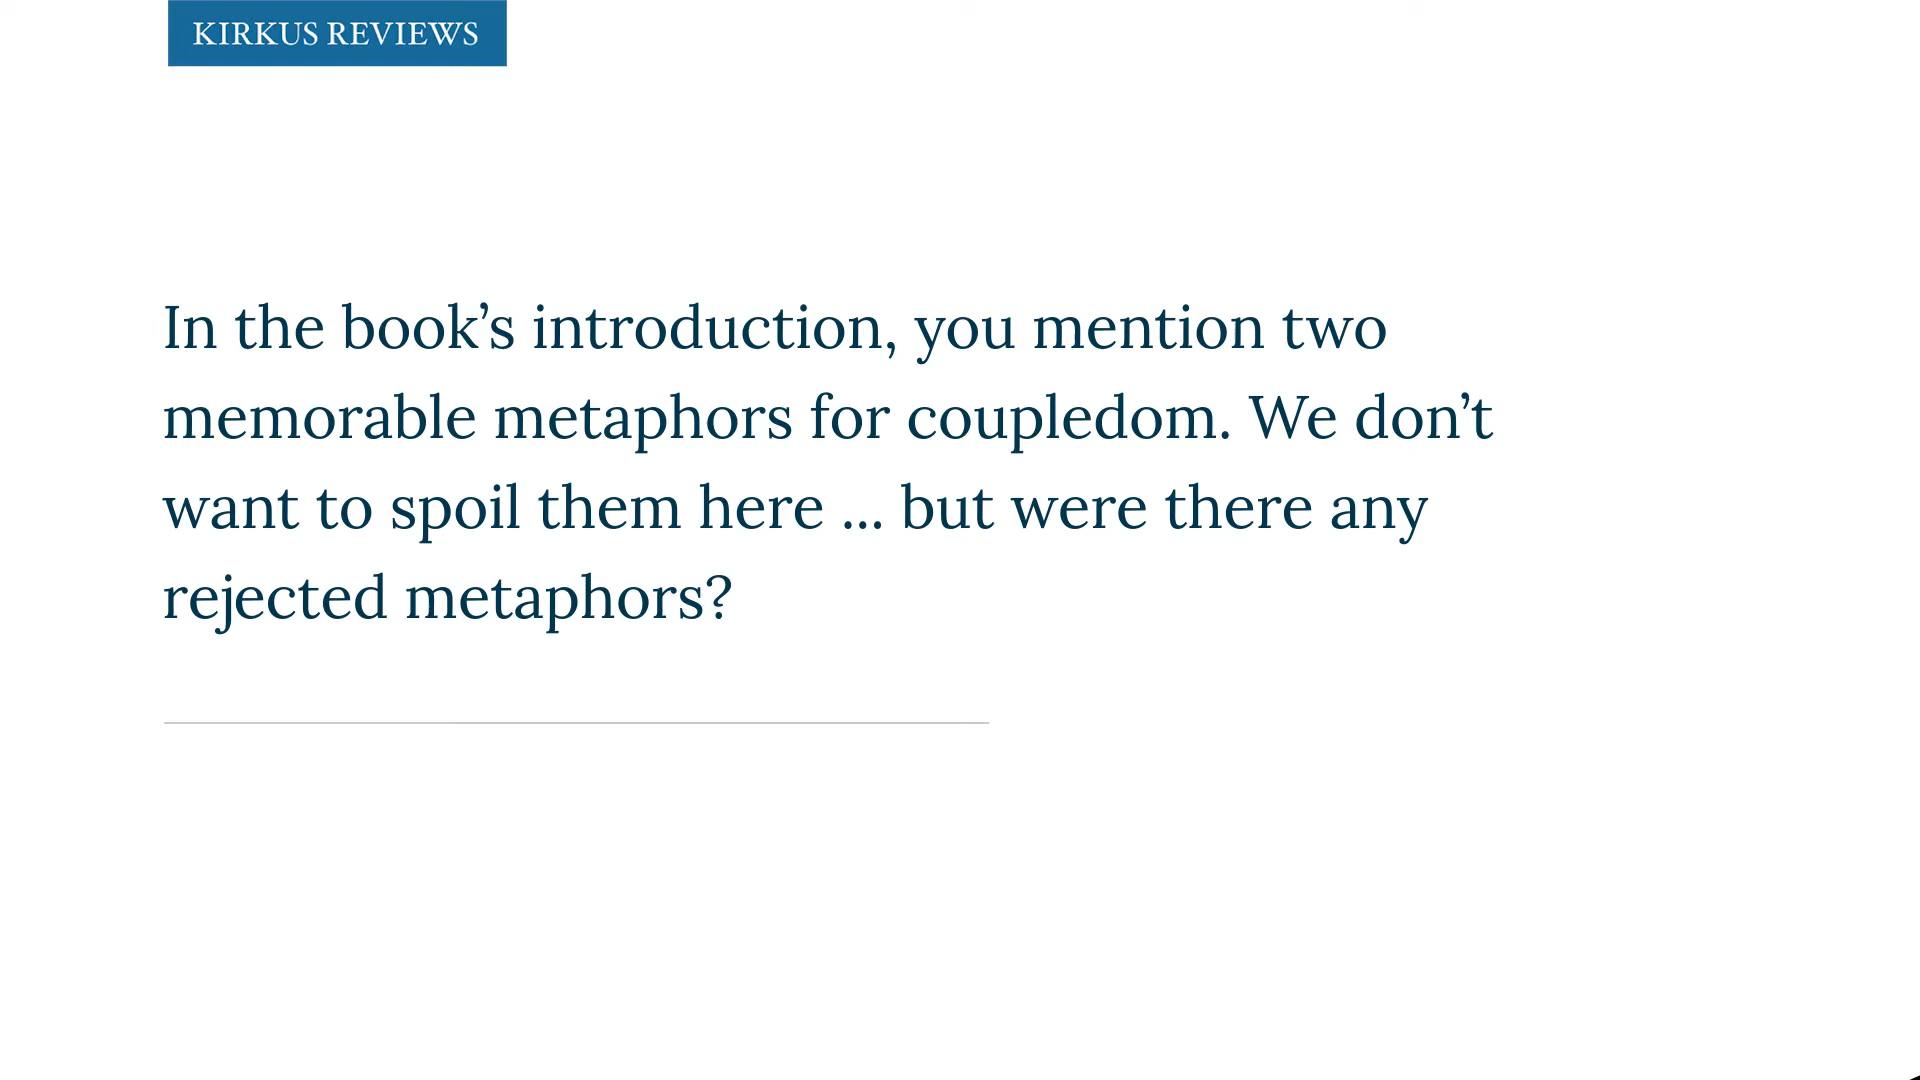 KIRKUS REVIEWS
In the book’s introduction, you mention two
memorable metaphors for coupledom. We don’t
want to spoil them here ... but were there any
rejected metaphors?